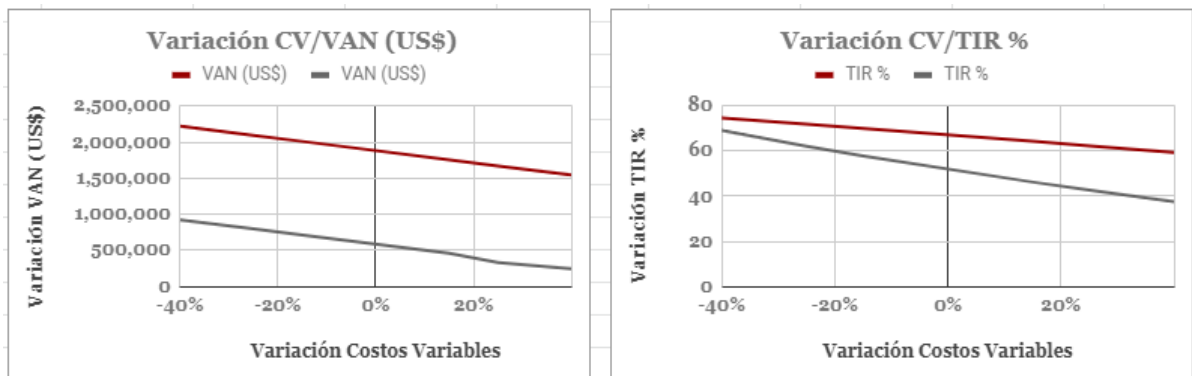 Variación CV/VAN (US$)
VAN (US$) VAN (US$)
Variación VAN (US$)
2,500,000
2,000,000
1,500,000
1,000,000
500,000
0
-40% -20% 0% 20%
Variación Costos Variables
Variación CV/TIR %
TIR % TIR %
Variación TIR %
80
60
40
20
0
-40% -20% 0% 20%
Variación Costos Variables